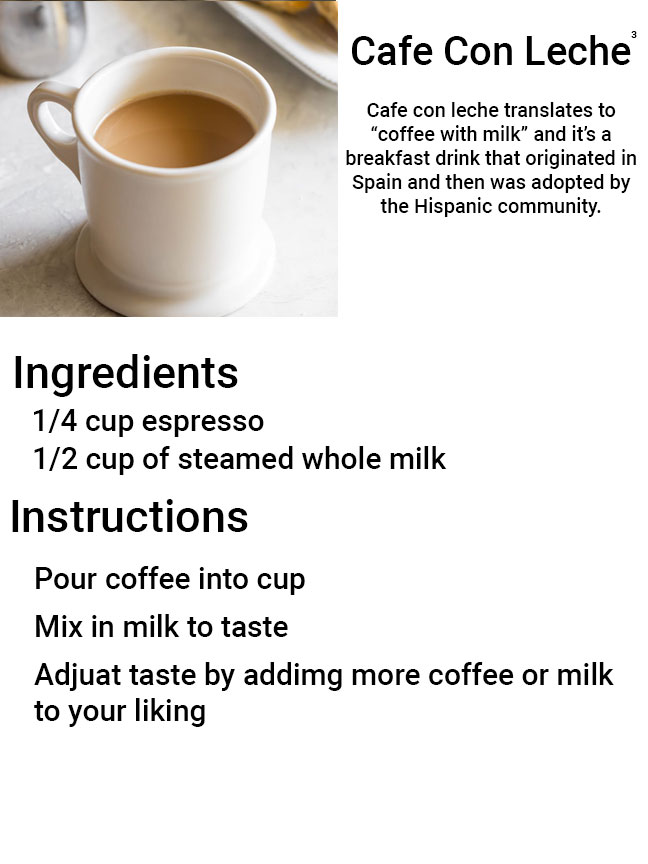 Cafe Con Leche³
Cafe con leche translates to
“coffee with milk” and it’s a
breakfast drink that originated in
Spain and then was adopted by
the Hispanic community.
Ingredients
1/4 cup espresso
1/2 cup of steamed whole milk
Instructions
Pour coffee into cup
Mix in milk to taste
Adjuat taste by addimg more coffee or milk
to your liking